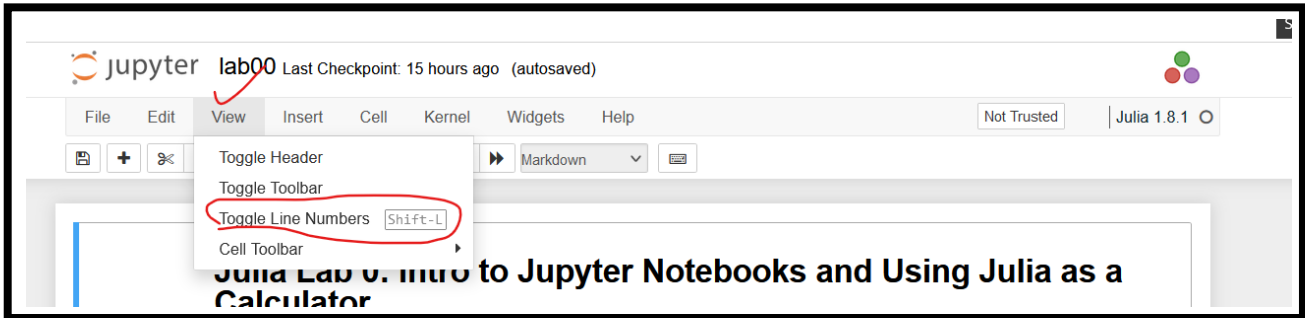 jupyter lab00 Last Checkpoint: 15 hours ago (autosaved)
File Edit View Insert Cell Kernel Widgets Help Not Trusted Julia 1.8.1
Markdown
Toggle Header
Toggle Toolbar
Toggle Line Numbers Shift-L
Cell Toolbar
Julia Lab 0: Intro to Jupyter Notebooks and Using Julia as a
Calculator